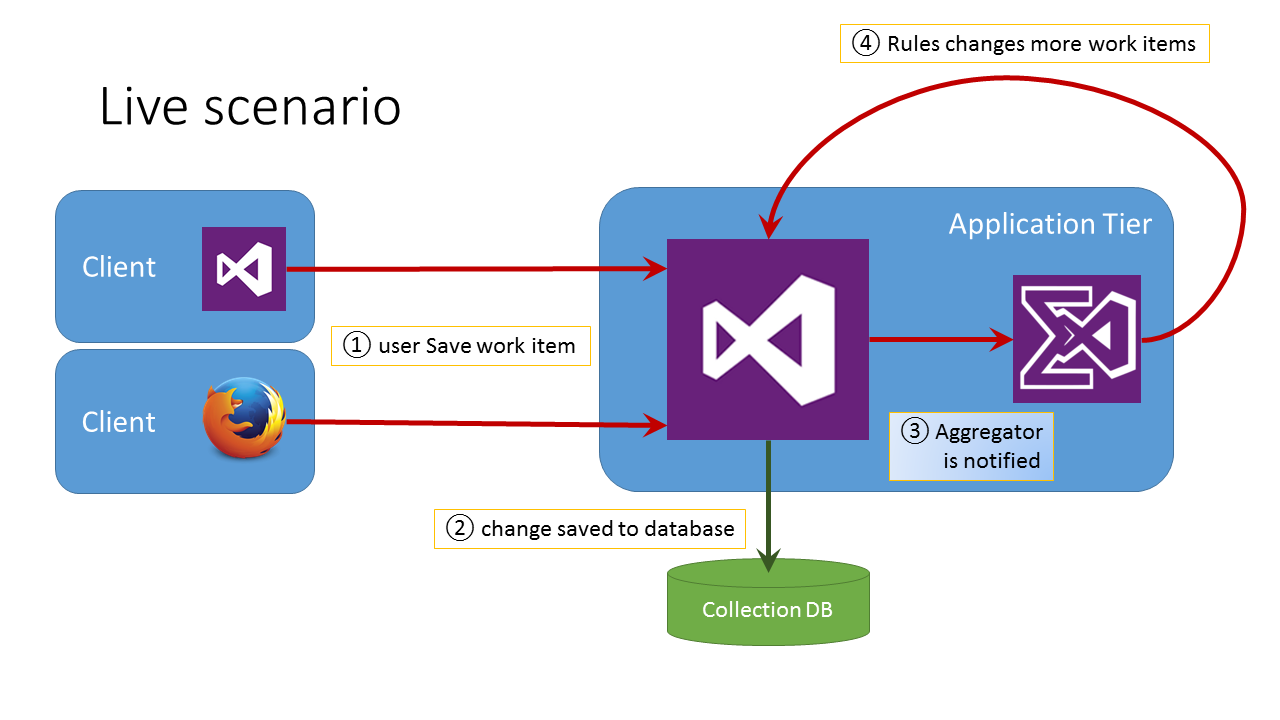 ④ Rules changes more work items
Live scenario
Application Tier
Client
① user Save work item
Client
③ Aggregator
is notified
② change saved to database
Collection DB